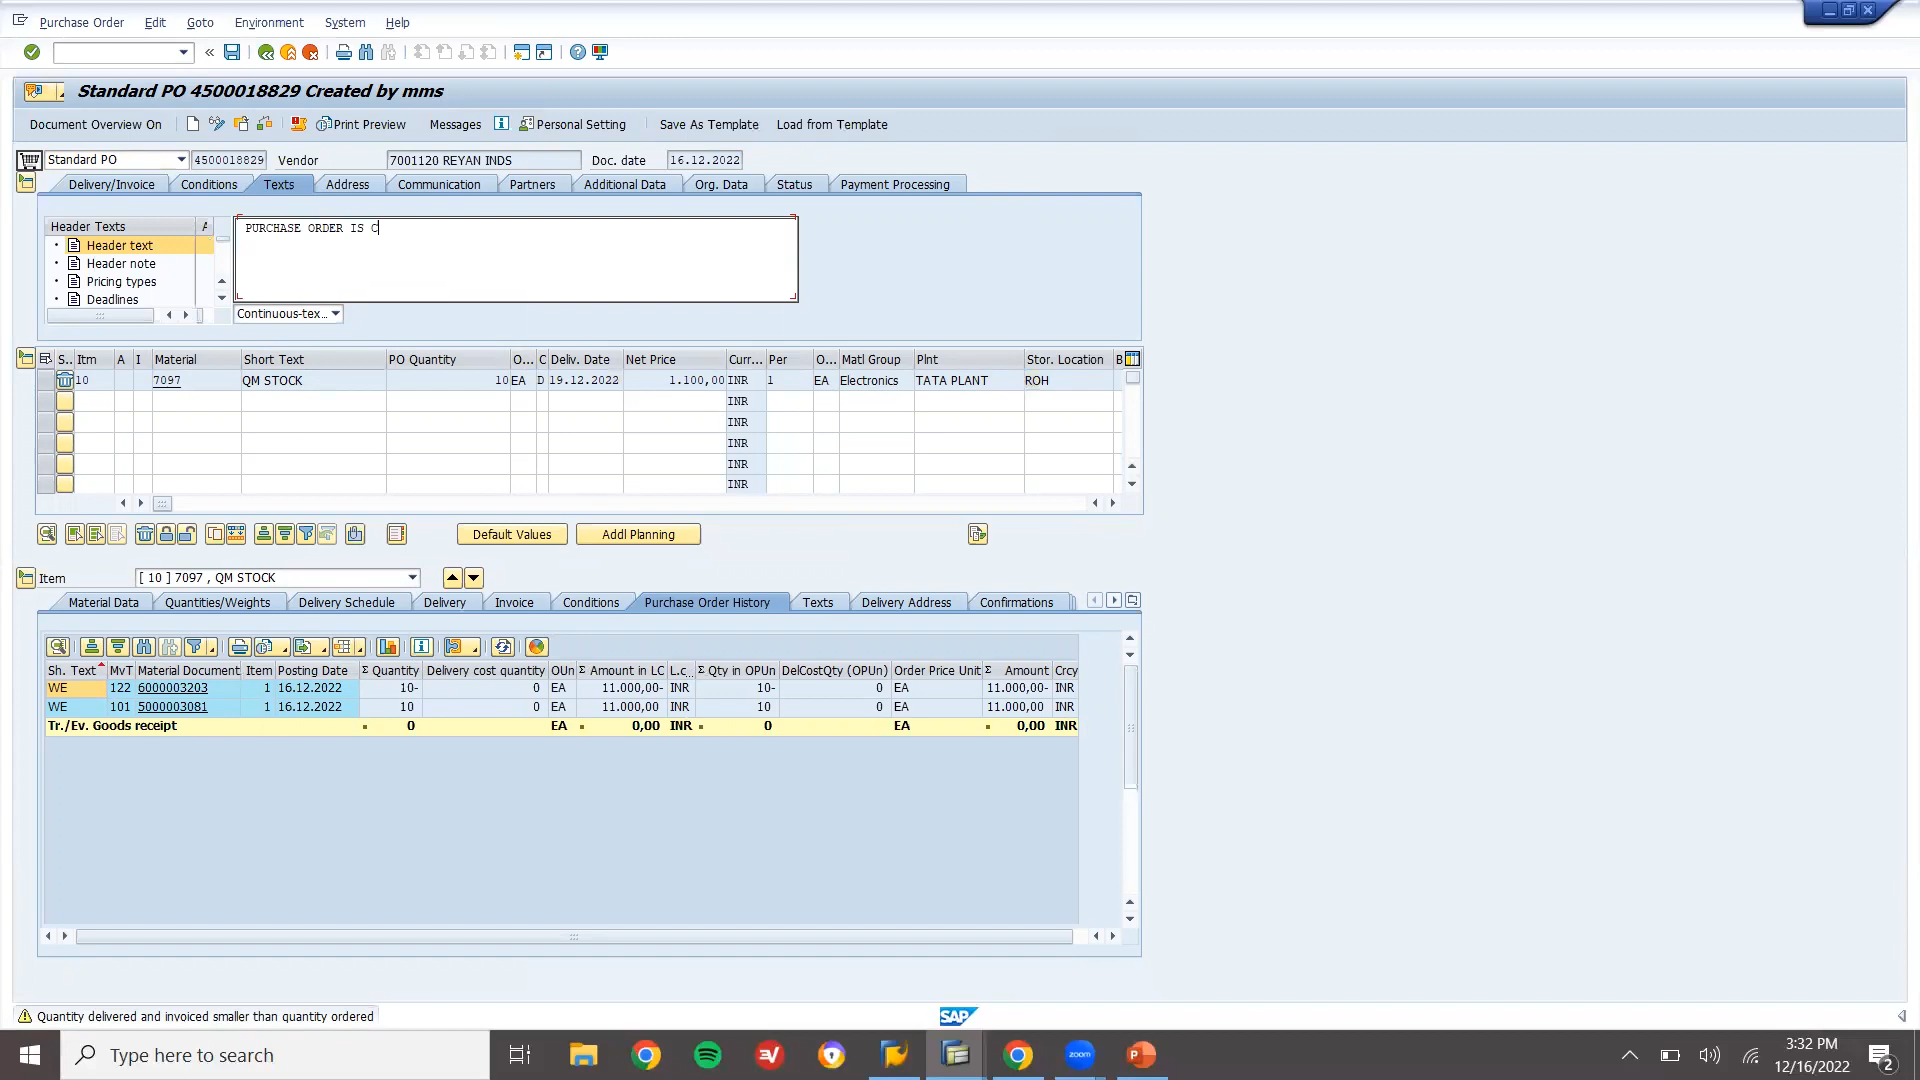 Purchase Order Edit Goto Environment System Help
Standard PO 4500018829 Created by mms
Document Overview On Print Preview Messages Personal Setting Save As Template Load from Template
Standard PO 4500018829 Vendor 7001120 REYAN INDS Doc. date 16.12.2022
Delivery/Invoice Conditions Texts Address Communication Partners Additional Data Org. Data Status Payment Processing
Header Texts A
PURCHASE ORDER IS C
Header text
Header note
Pricing types
Deadlines
Continuous-tex...
S.. Itm A I Material Short Text PO Quantity O... C Deliv. Date Net Price Curr... Per O... Matl Group Plnt Stor. Location B
10 7097 QM STOCK 10 EA D 19.12.2022 1.100,00 INR 1 EA Electronics TATA PLANT ROH
INR
INR
INR
INR
INR
Default Values Addl Planning
Item [ 10 ] 7097 , QM STOCK
Material Data Quantities/Weights Delivery Schedule Delivery Invoice Conditions Purchase Order History Texts Delivery Address Confirmations
Sh. Text MvT Material Document Item Posting Date Σ Quantity Delivery cost quantity OUn Σ Amount in LC L.c... Σ Qty in OPUn DelCostQty (OPUn) Order Price Unit Σ Amount Crcy
WE 122 6000003203 1 16.12.2022 10- 0 EA 11.000,00- INR 10- 0 EA 11.000,00- INR
WE 101 5000003081 1 16.12.2022 10 0 EA 11.000,00 INR 10 0 EA 11.000,00 INR
Tr./Ev. Goods receipt ▪ 0 EA ▪ 0,00 INR ▪ 0 EA ▪ 0,00 INR
Quantity delivered and invoiced smaller than quantity ordered
SAP
Type here to search
zoom
3:32 PM
12/16/2022
2